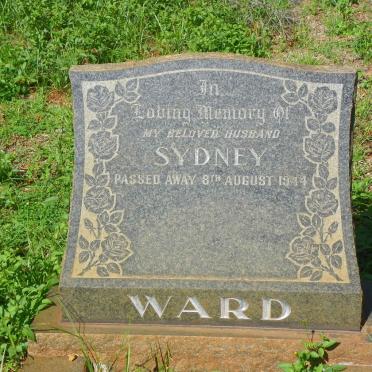 In
Loving Memory Of
MY BELOVED HUSBAND
SYDNEY
PASSED AWAY 8TH AUGUST 1944
WARD